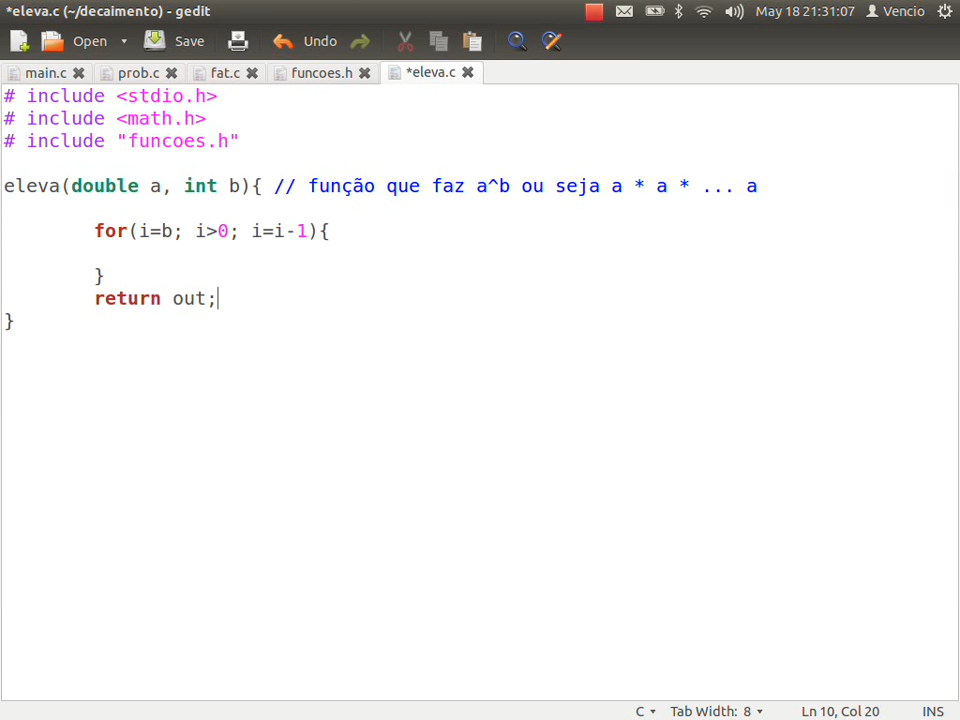 *eleva.c (~/decaimento) - gedit
May 18 21:31:07 Vencio
Open Save Undo
main.c prob.c fat.c funcoes.h *eleva.c
# include <stdio.h>
# include <math.h>
# include "funcoes.h"
eleva(double a, int b){ // função que faz a^b ou seja a * a * ... a
for(i=b; i>0; i=i-1){
}
return out;
}
C Tab Width: 8 Ln 10, Col 20 INS